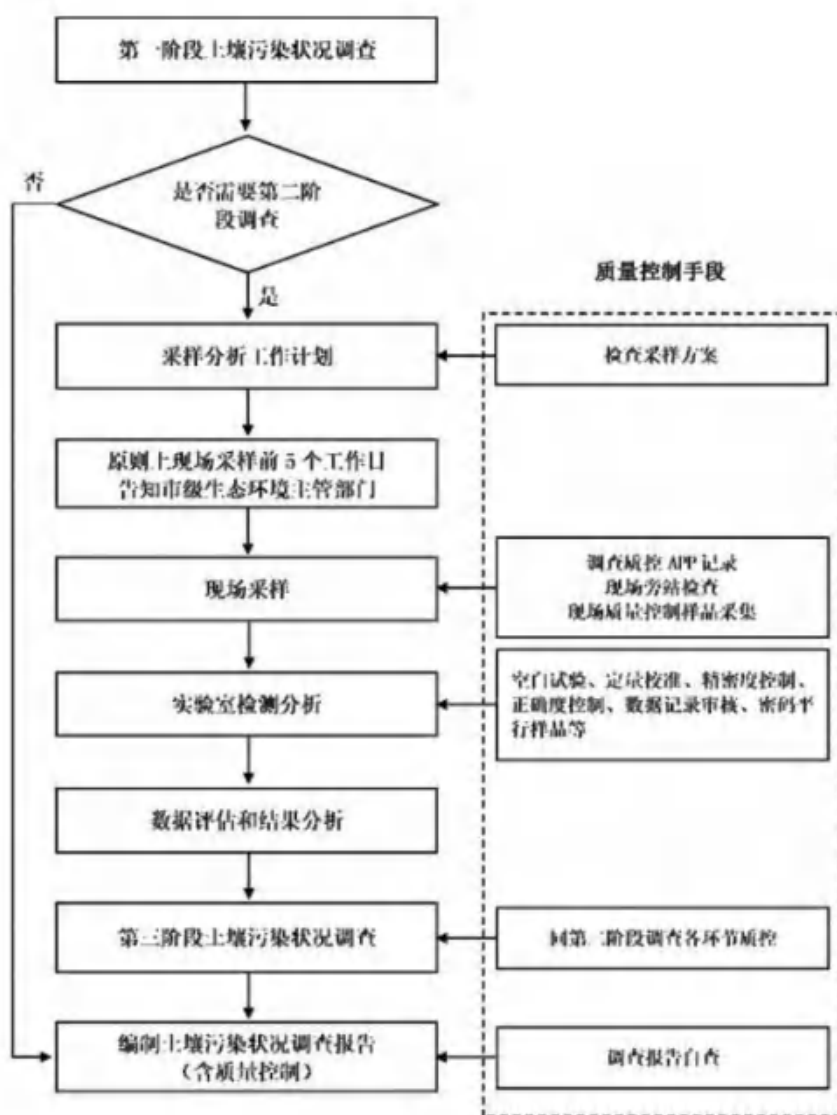 第一阶段土壤污染状况调查
否
是否需要第二阶
段调查
是
质量控制手段
采样分析工作计划
检查采样方案
原则上现场采样前 5 个工作日
告知市级生态环境主管部门
现场采样
调查质控 APP 记录
现场旁站检查
现场质量控制样品采集
实验室检测分析
空白试验、定量校准、精密度控制、
正确度控制、数据记录审核、密码平
行样品等
数据评估和结果分析
第三阶段土壤污染状况调查
同第二阶段调查各环节质控
编制土壤污染状况调查报告
（含质量控制）
调查报告自查